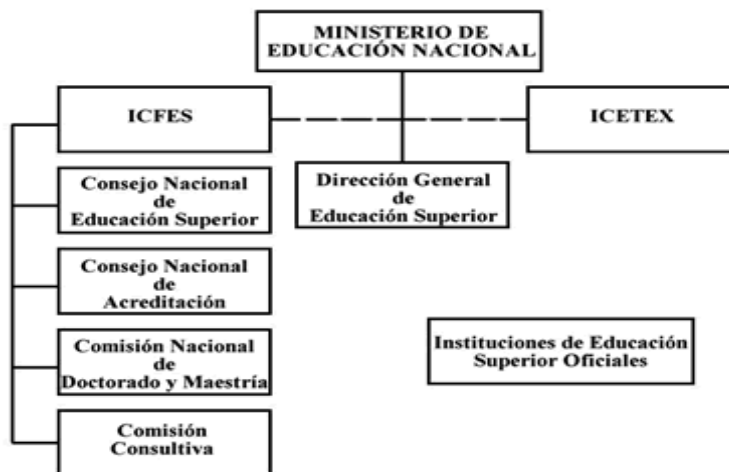 MINISTERIO DE
EDUCACIÓN NACIONAL
ICFES
ICETEX
Consejo Nacional
de
Educación Superior
Dirección General
de
Educación Superior
Consejo Nacional
de
Acreditación
Instituciones de Educación
Superior Oficiales
Comisión Nacional
de
Doctorado y Maestría
Comisión
Consultiva